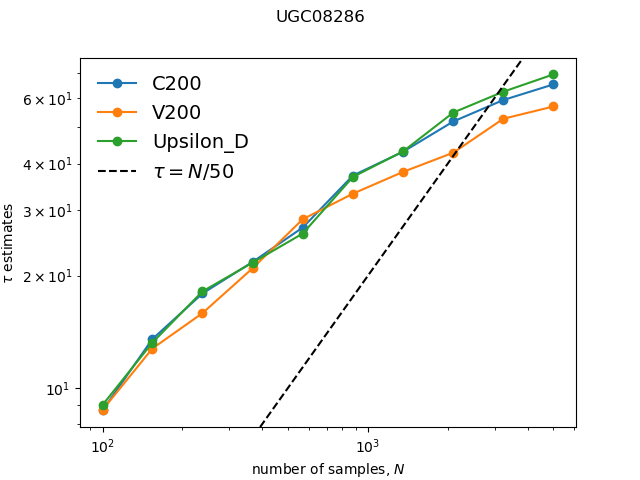 UGC08286
C200
V200
Upsilon_D
τ = N/50
6 × 10¹
4 × 10¹
3 × 10¹
2 × 10¹
10¹
τ estimates
10² 10³
number of samples, N